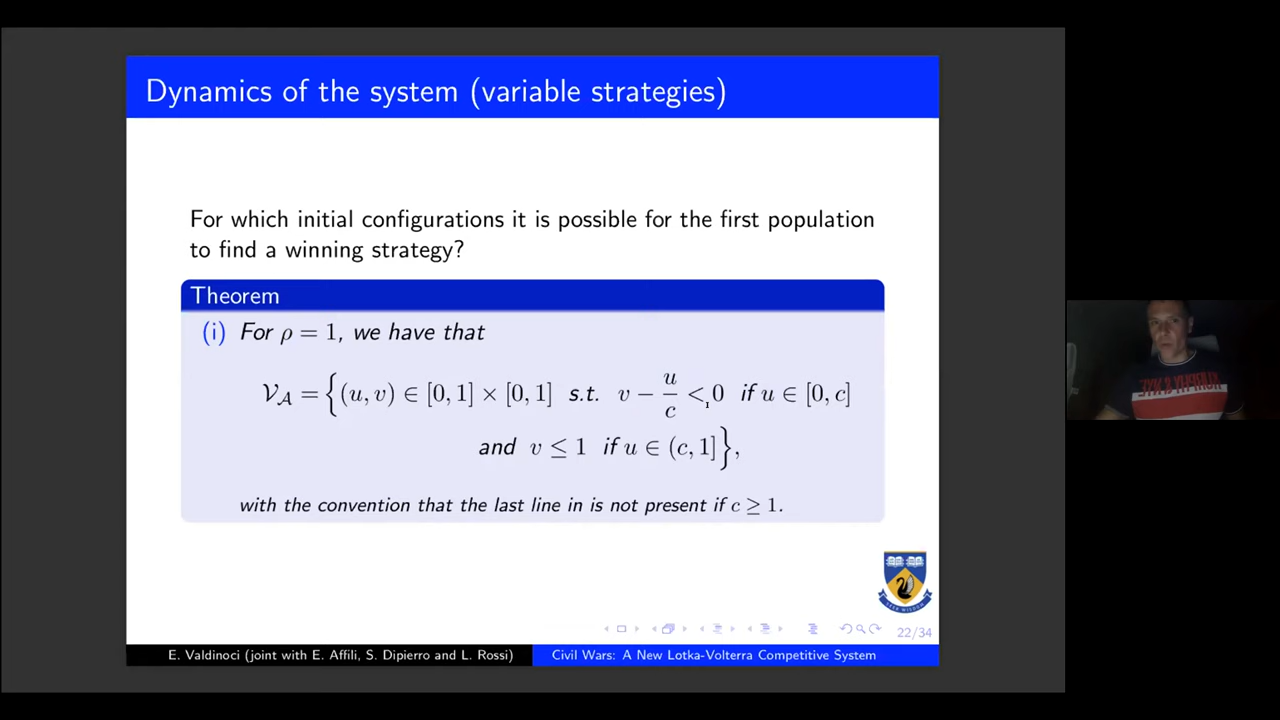 Dynamics of the system (variable strategies)
For which initial configurations it is possible for the first population
to find a winning strategy?
Theorem
(i) For ρ = 1, we have that
𝒱_𝒜 = {(u, v) ∈ [0, 1] × [0, 1] s.t. v − u/c < 0 if u ∈ [0, c]
and v ≤ 1 if u ∈ (c, 1]},
with the convention that the last line in is not present if c ≥ 1.
22/34
E. Valdinoci (joint with E. Affili, S. Dipierro and L. Rossi)
Civil Wars: A New Lotka-Volterra Competitive System